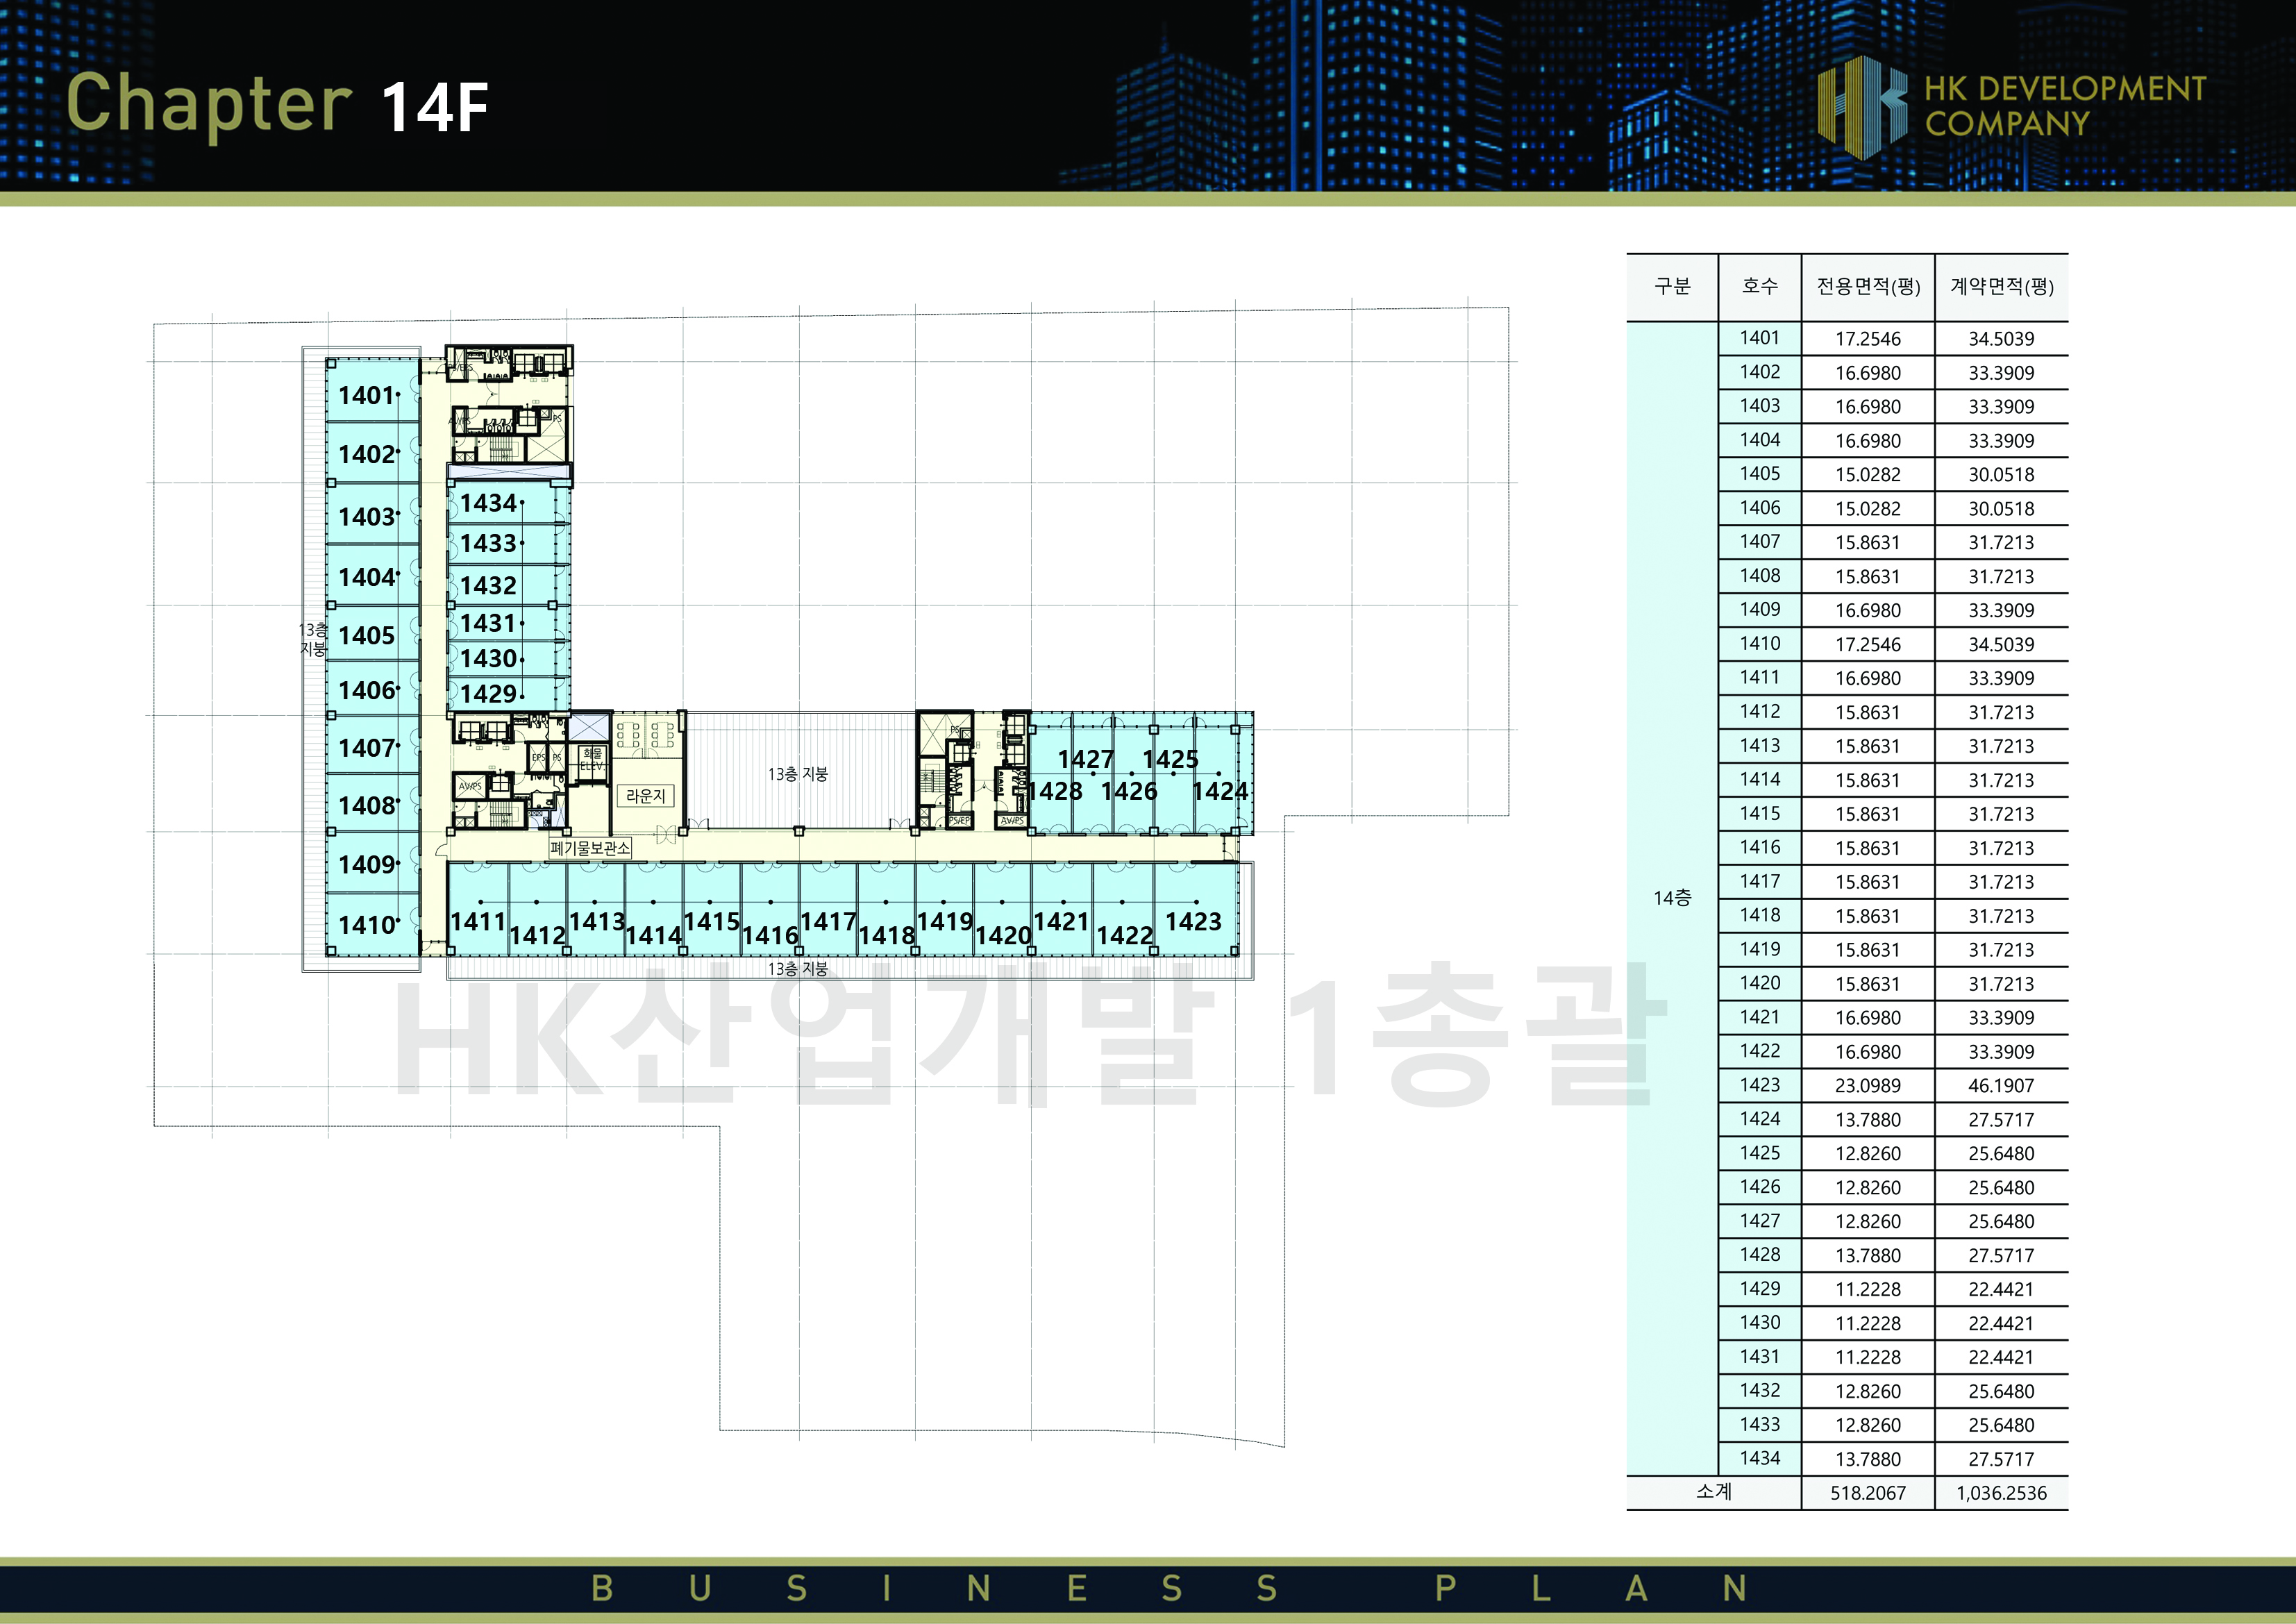 Chapter 14F
HK DEVELOPMENT
COMPANY
1401
1402
1403
1404
13층
지붕
1405
1406
1407
1408
1409
1410
PS/EPS
AV/PS
PS
1434
1433
1432
1431
1430
1429
EPS
PS
화물
ELEV
AV/PS
라운지
폐기물보관소
13층 지붕
PS
PS/EPS
AV/PS
1427
1425
1428
1426
1424
1411
1412
1413
1414
1415
1416
1417
1418
1419
1420
1421
1422
1423
13층 지붕
HK산업개발 1총괄
구분 호수 전용면적(평) 계약면적(평)
14층
1401 17.2546 34.5039
1402 16.6980 33.3909
1403 16.6980 33.3909
1404 16.6980 33.3909
1405 15.0282 30.0518
1406 15.0282 30.0518
1407 15.8631 31.7213
1408 15.8631 31.7213
1409 16.6980 33.3909
1410 17.2546 34.5039
1411 16.6980 33.3909
1412 15.8631 31.7213
1413 15.8631 31.7213
1414 15.8631 31.7213
1415 15.8631 31.7213
1416 15.8631 31.7213
1417 15.8631 31.7213
1418 15.8631 31.7213
1419 15.8631 31.7213
1420 15.8631 31.7213
1421 16.6980 33.3909
1422 16.6980 33.3909
1423 23.0989 46.1907
1424 13.7880 27.5717
1425 12.8260 25.6480
1426 12.8260 25.6480
1427 12.8260 25.6480
1428 13.7880 27.5717
1429 11.2228 22.4421
1430 11.2228 22.4421
1431 11.2228 22.4421
1432 12.8260 25.6480
1433 12.8260 25.6480
1434 13.7880 27.5717
소계 518.2067 1,036.2536
BUSINESS PLAN